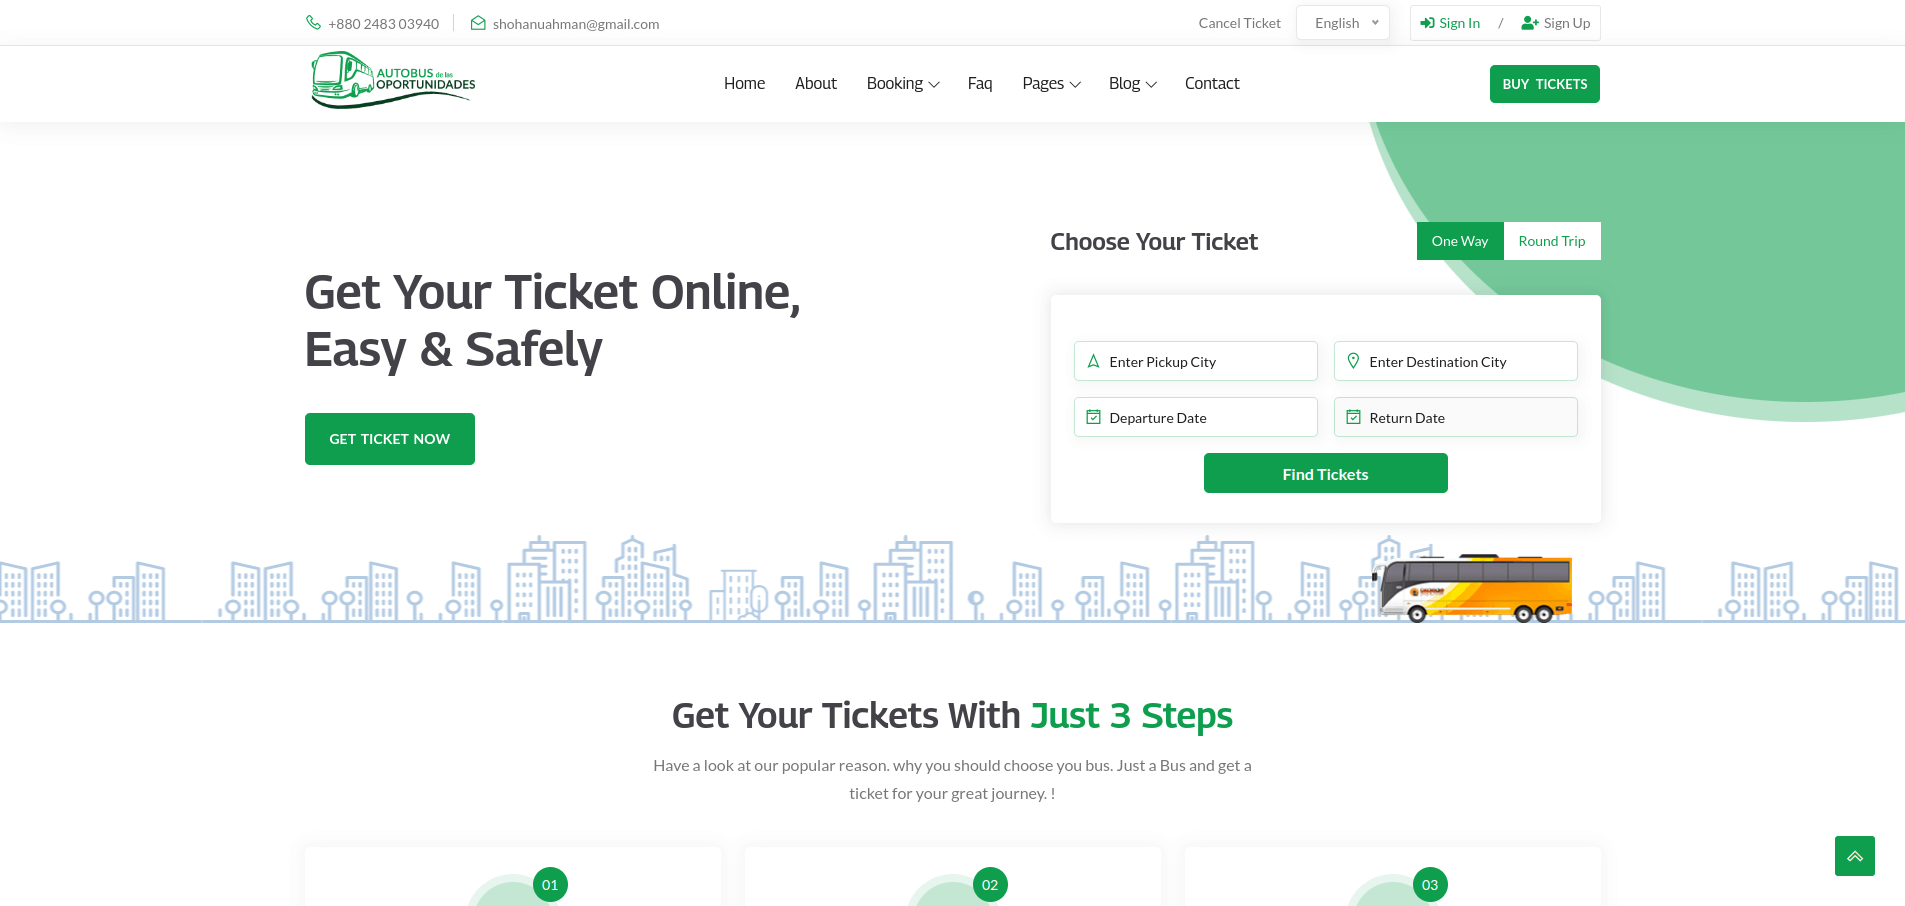 +880 2483 03940
shohanuahman@gmail.com
Cancel Ticket
English
Sign In / Sign Up
AUTOBUS de las
OPORTUNIDADES
Home
About
Booking
Faq
Pages
Blog
Contact
BUY TICKETS
Get Your Ticket Online,
Easy & Safely
GET TICKET NOW
Choose Your Ticket
One Way
Round Trip
Enter Pickup City
Enter Destination City
Departure Date
Return Date
Find Tickets
Get Your Tickets With Just 3 Steps
Have a look at our popular reason. why you should choose you bus. Just a Bus and get a
ticket for your great journey. !
01
02
03